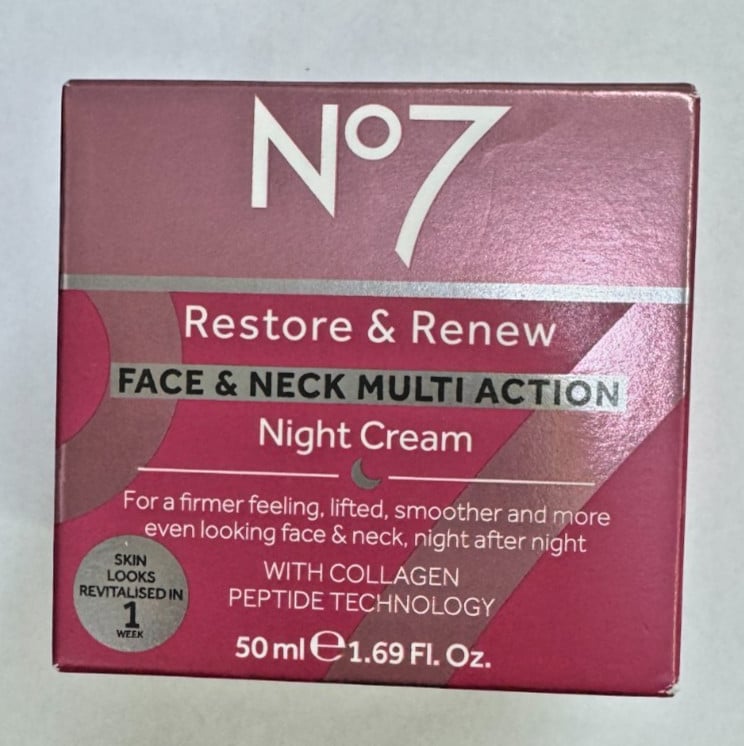 Nº7
Restore & Renew
FACE & NECK MULTI ACTION
Night Cream
For a firmer feeling, lifted, smoother and more
even looking face & neck, night after night
SKIN
LOOKS
REVITALISED IN
1
WEEK
WITH COLLAGEN
PEPTIDE TECHNOLOGY
50 ml ℮ 1.69 Fl. Oz.